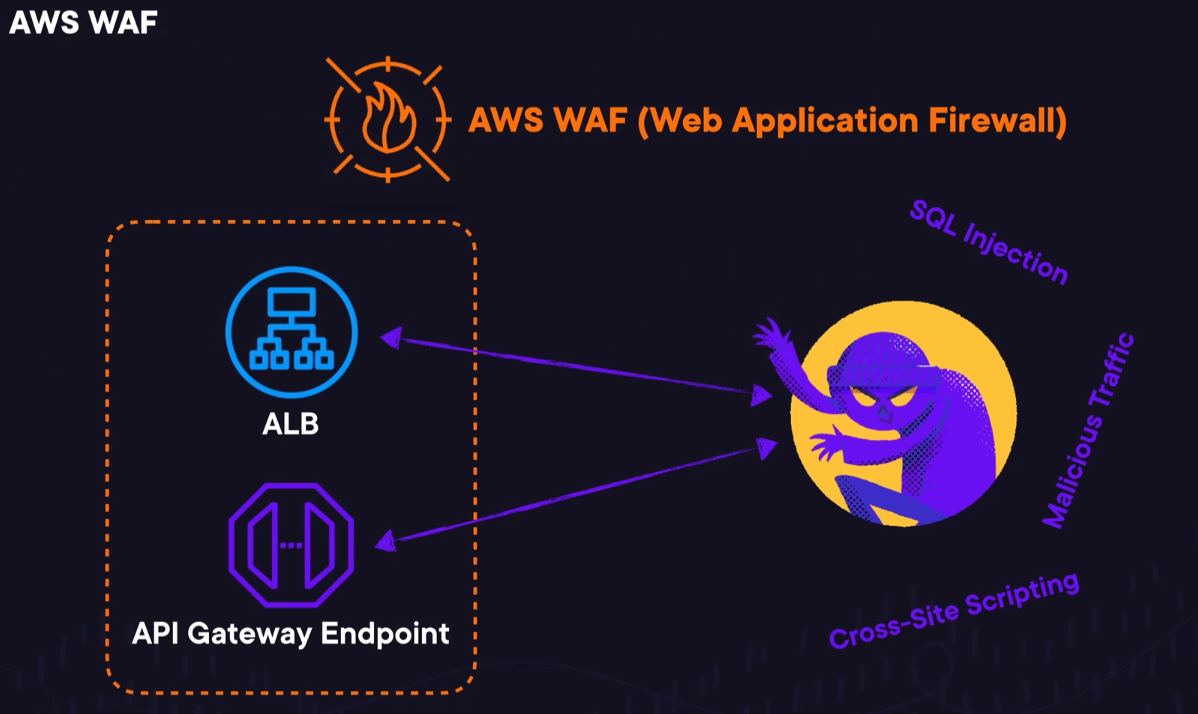 AWS WAF
AWS WAF (Web Application Firewall)
SQL Injection
ALB
Malicious Traffic
API Gateway Endpoint
Cross-Site Scripting